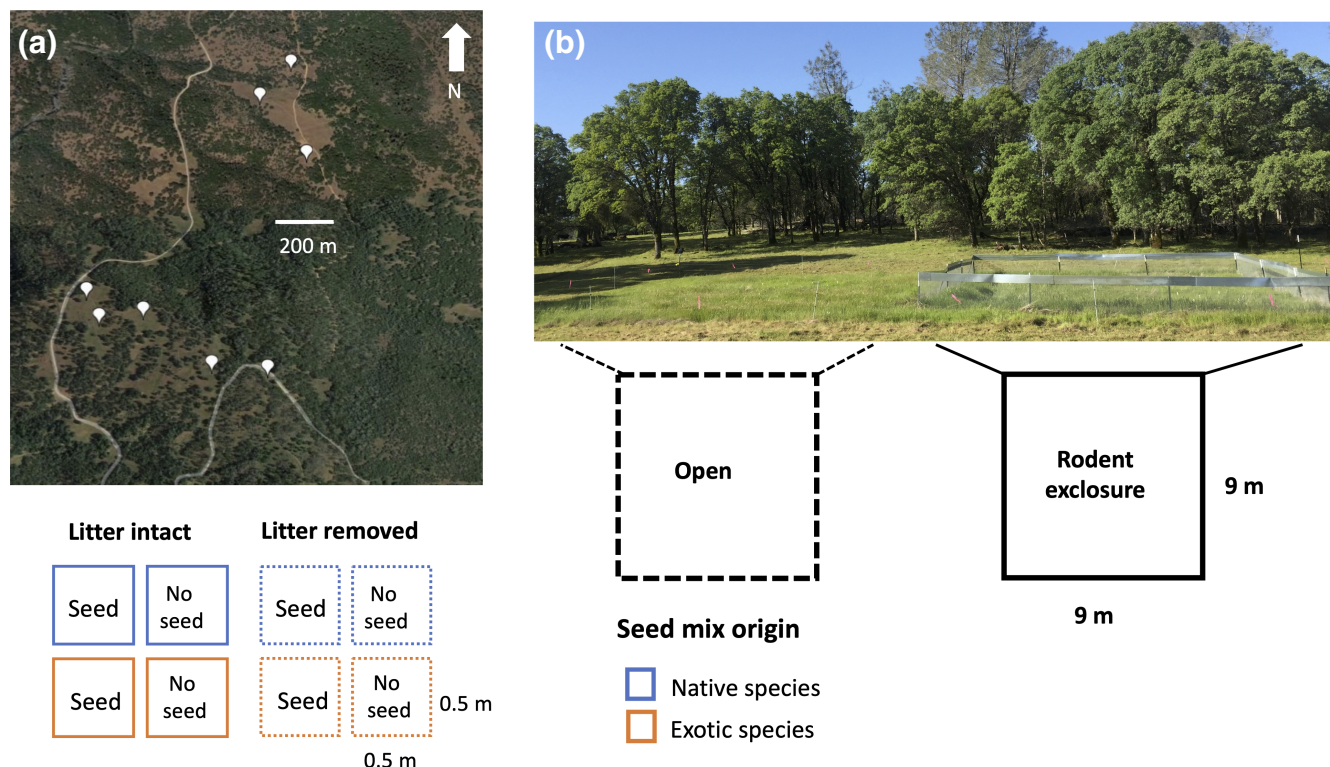 (a)
N
200 m
(b)
Open
Rodent
exclosure
9 m
9 m
Litter intact
Litter removed
Seed
No
seed
Seed
No
seed
Seed
No
seed
Seed
No
seed
0.5 m
0.5 m
Seed mix origin
Native species
Exotic species